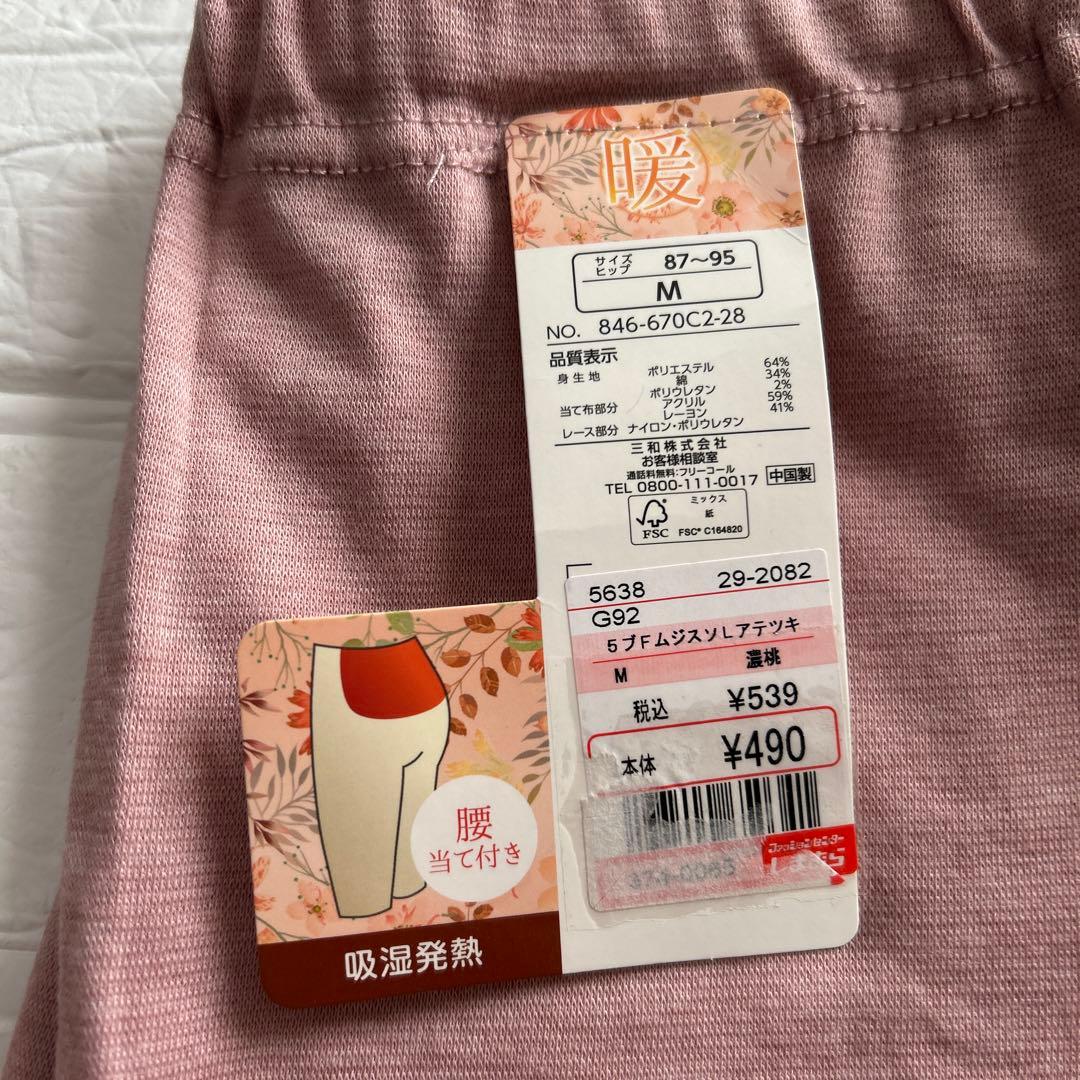 暖
サイズ
ヒップ 87〜95
M
NO. 846-670C2-28
品質表示
身生地 ポリエステル 64%
綿 34%
ポリウレタン 2%
当て布部分 アクリル 59%
レーヨン 41%
レース部分 ナイロン・ポリウレタン
三和株式会社
お客様相談室
通話料無料:フリーコール
TEL 0800-111-0017
中国製
FSC
ミックス
紙
FSC® C164820
5638 29-2082
G92
5ブFムジスソLアテツキ
M 濃桃
税込 ¥539
本体 ¥490
ファッションセンター
腰
当て付き
吸湿発熱